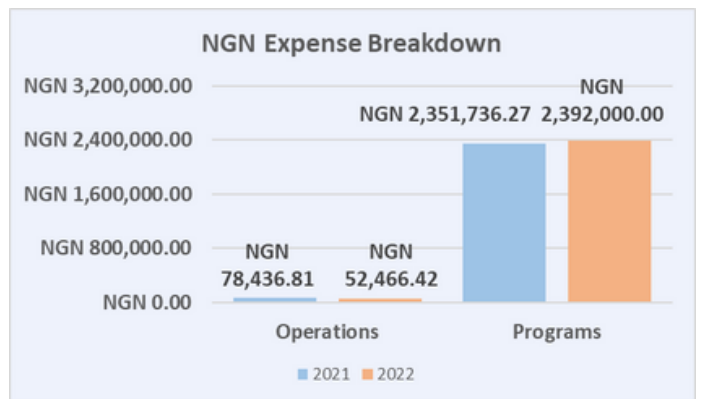 NGN Expense Breakdown
NGN 3,200,000.00
NGN
NGN 2,351,736.27
2,392,000.00
NGN 2,400,000.00
NGN 1,600,000.00
NGN 800,000.00
NGN
NGN
78,436.81
52,466.42
NGN 0.00
Operations
Programs
2021
2022